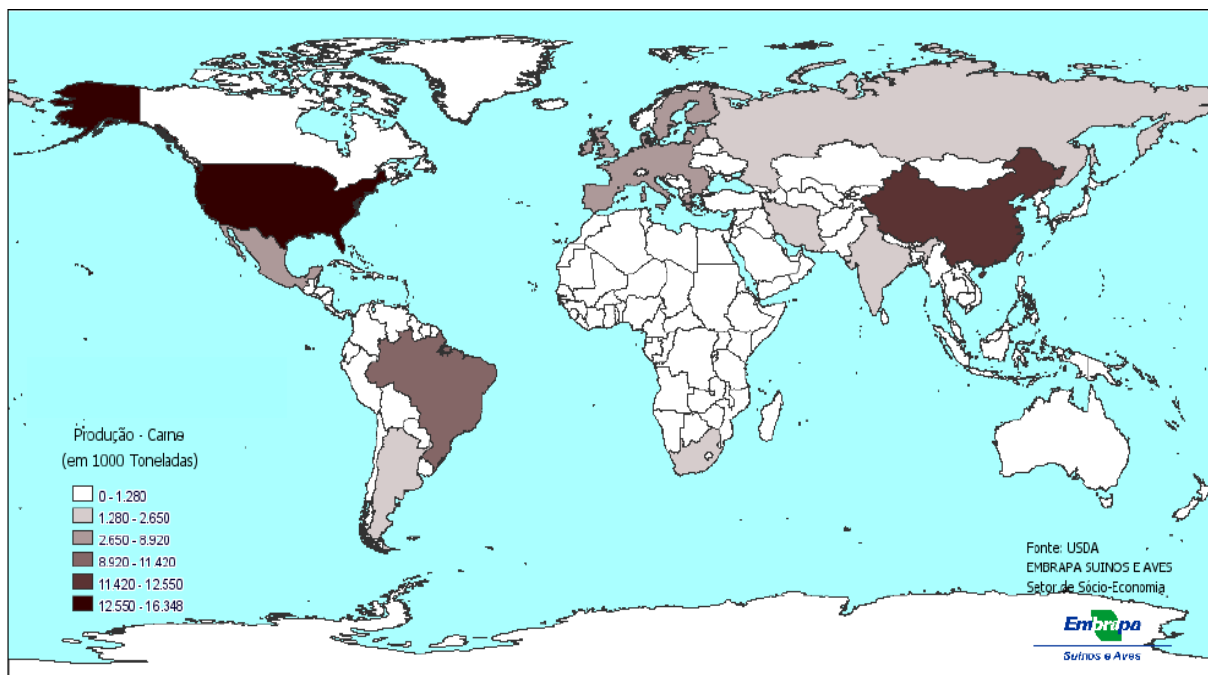 Produção - Carne
(em 1000 Toneladas)
0 - 1.280
1.280 - 2.650
2.650 - 8.920
8.920 - 11.420
11.420 - 12.550
12.550 - 16.348
Fonte: USDA
EMBRAPA SUINOS E AVES
Setor de Sócio-Economia
Embrapa
Suínos e Aves